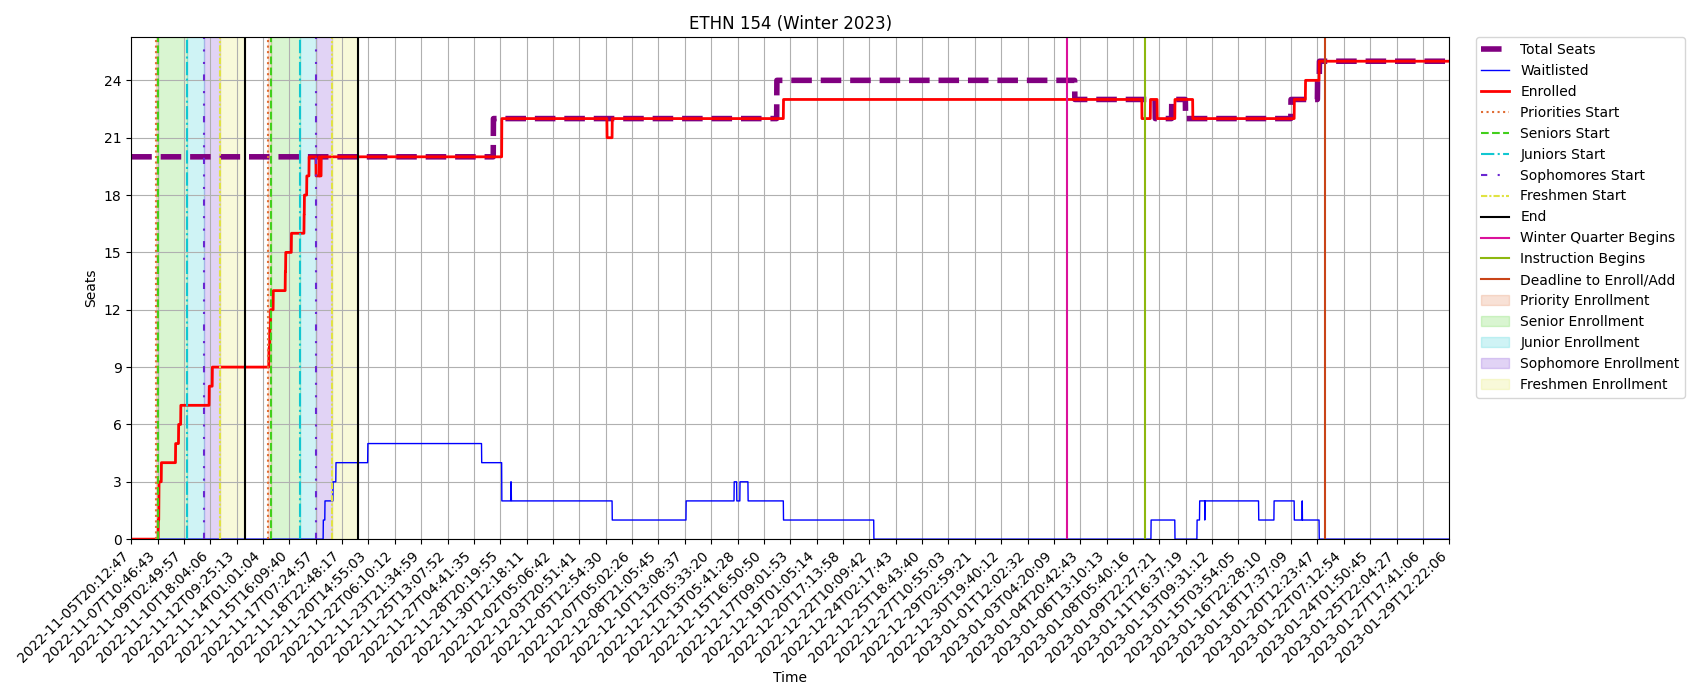 ETHN 154 (Winter 2023)
Seats
24
21
18
15
12
9
6
3
0
2022-11-05T20:12:47
2022-11-07T10:46:43
2022-11-09T02:49:57
2022-11-10T18:04:06
2022-11-12T09:25:13
2022-11-14T01:01:04
2022-11-15T16:09:40
2022-11-17T07:24:57
2022-11-18T22:48:17
2022-11-20T14:55:03
2022-11-22T06:10:12
2022-11-23T21:34:59
2022-11-25T13:07:52
2022-11-27T04:41:35
2022-11-28T20:19:55
2022-11-30T12:18:11
2022-12-02T05:06:42
2022-12-03T20:51:41
2022-12-05T12:54:30
2022-12-07T05:02:26
2022-12-08T21:05:45
2022-12-10T13:08:37
2022-12-12T05:33:20
2022-12-13T05:41:28
2022-12-15T16:50:50
2022-12-17T09:01:53
2022-12-19T01:05:14
2022-12-20T17:13:58
2022-12-22T10:09:42
2022-12-24T02:17:43
2022-12-25T18:43:40
2022-12-27T10:55:03
2022-12-29T02:59:21
2022-12-30T19:40:12
2023-01-01T12:02:32
2023-01-03T04:20:09
2023-01-04T20:42:43
2023-01-06T13:10:13
2023-01-08T05:40:16
2023-01-09T22:27:21
2023-01-11T16:37:19
2023-01-13T09:31:12
2023-01-15T03:54:05
2023-01-16T22:28:10
2023-01-18T17:37:09
2023-01-20T12:23:47
2023-01-22T07:12:54
2023-01-24T01:50:45
2023-01-25T22:04:27
2023-01-27T17:41:06
2023-01-29T12:22:06
Time
Total Seats
Waitlisted
Enrolled
Priorities Start
Seniors Start
Juniors Start
Sophomores Start
Freshmen Start
End
Winter Quarter Begins
Instruction Begins
Deadline to Enroll/Add
Priority Enrollment
Senior Enrollment
Junior Enrollment
Sophomore Enrollment
Freshmen Enrollment